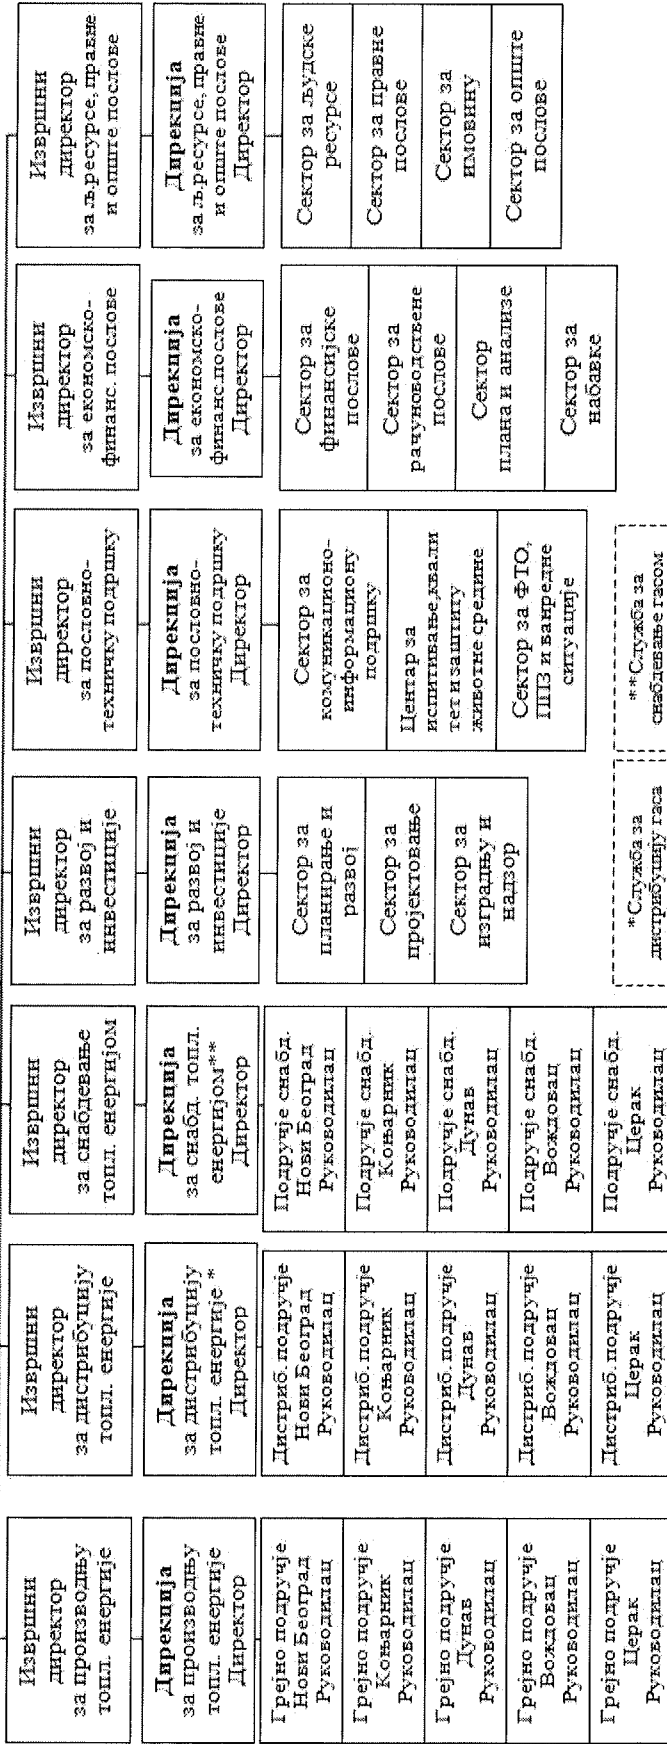 Извршни
директор
за производњу
топл. енергије
Дирекција
за производњу
топл. енергије
Директор
Грејно подручје
Нови Београд
Руководилац
Грејно подручје
Коњарник
Руководилац
Грејно подручје
Дунав
Руководилац
Грејно подручје
Вождовац
Руководилац
Грејно подручје
Церак
Руководилац
Извршни
директор
за дистрибуцију
топл. енергије
Дирекција
за дистрибуцију
топл. енергије *
Директор
Дистриб. подручје
Нови Београд
Руководилац
Дистриб. подручје
Коњарник
Руководилац
Дистриб. подручје
Дунав
Руководилац
Дистриб. подручје
Вождовац
Руководилац
Дистриб. подручје
Церак
Руководилац
Извршни
директор
за снабдевање
топл. енергијом
Дирекција
за снабд. топл.
енергијом**
Директор
Подручје снабд.
Нови Београд
Руководилац
Подручје снабд.
Коњарник
Руководилац
Подручје снабд.
Дунав
Руководилац
Подручје снабд.
Вождовац
Руководилац
Подручје снабд.
Церак
Руководилац
Извршни
директор
за развој и
инвестиције
Дирекција
за развој и
инвестиције
Директор
Сектор за
планирање и
развој
Сектор за
пројектовање
Сектор за
изградњу и
надзор
*Служба за
дистрибуцију гаса
Извршни
директор
за пословно-
техничку подршку
Дирекција
за пословно-
техничку подршку
Директор
Сектор за
комуникационо-
информациону
подршку
Центар за
испитивање,квали
тет и заштиту
животне средине
Сектор за ФТО,
ППЗ и ванредне
ситуације
**Служба за
снабдевање гасом
Извршни
директор
за економско-
финанс. послове
Дирекција
за економско-
финанс.послове
Директор
Сектор за
финансијске
послове
Сектор за
рачуноводствене
послове
Сектор
плана и анализе
Сектор за
набавке
Извршни
директор
за љ.ресурсе, правне
и опште послове
Дирекција
за љ.ресурсе, правне
и опште послове
Директор
Сектор за људске
ресурсе
Сектор за правне
послове
Сектор за
имовину
Сектор за опште
послове